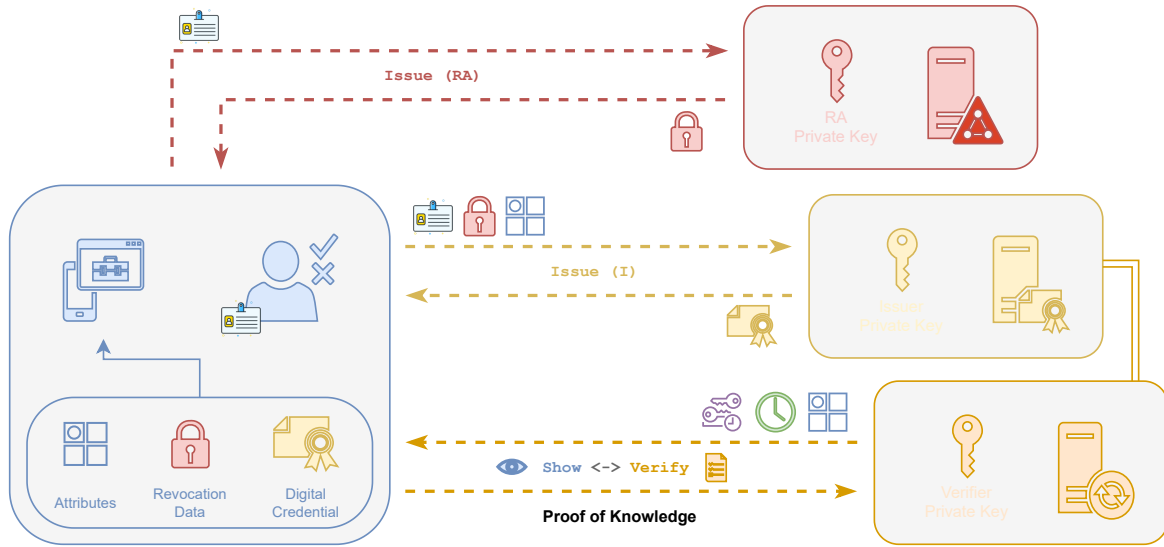 Issue (RA)
RA
Private Key
Issue (I)
Issuer
Private Key
Show <-> Verify
Proof of Knowledge
Verifier
Private Key
Attributes
Revocation
Data
Digital
Credential